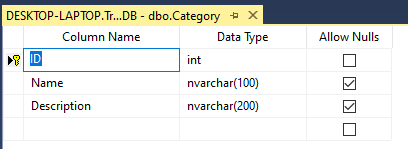 DESKTOP-LAPTOP.Tr...DB - dbo.Category
Column Name Data Type Allow Nulls
ID int
Name nvarchar(100)
Description nvarchar(200)